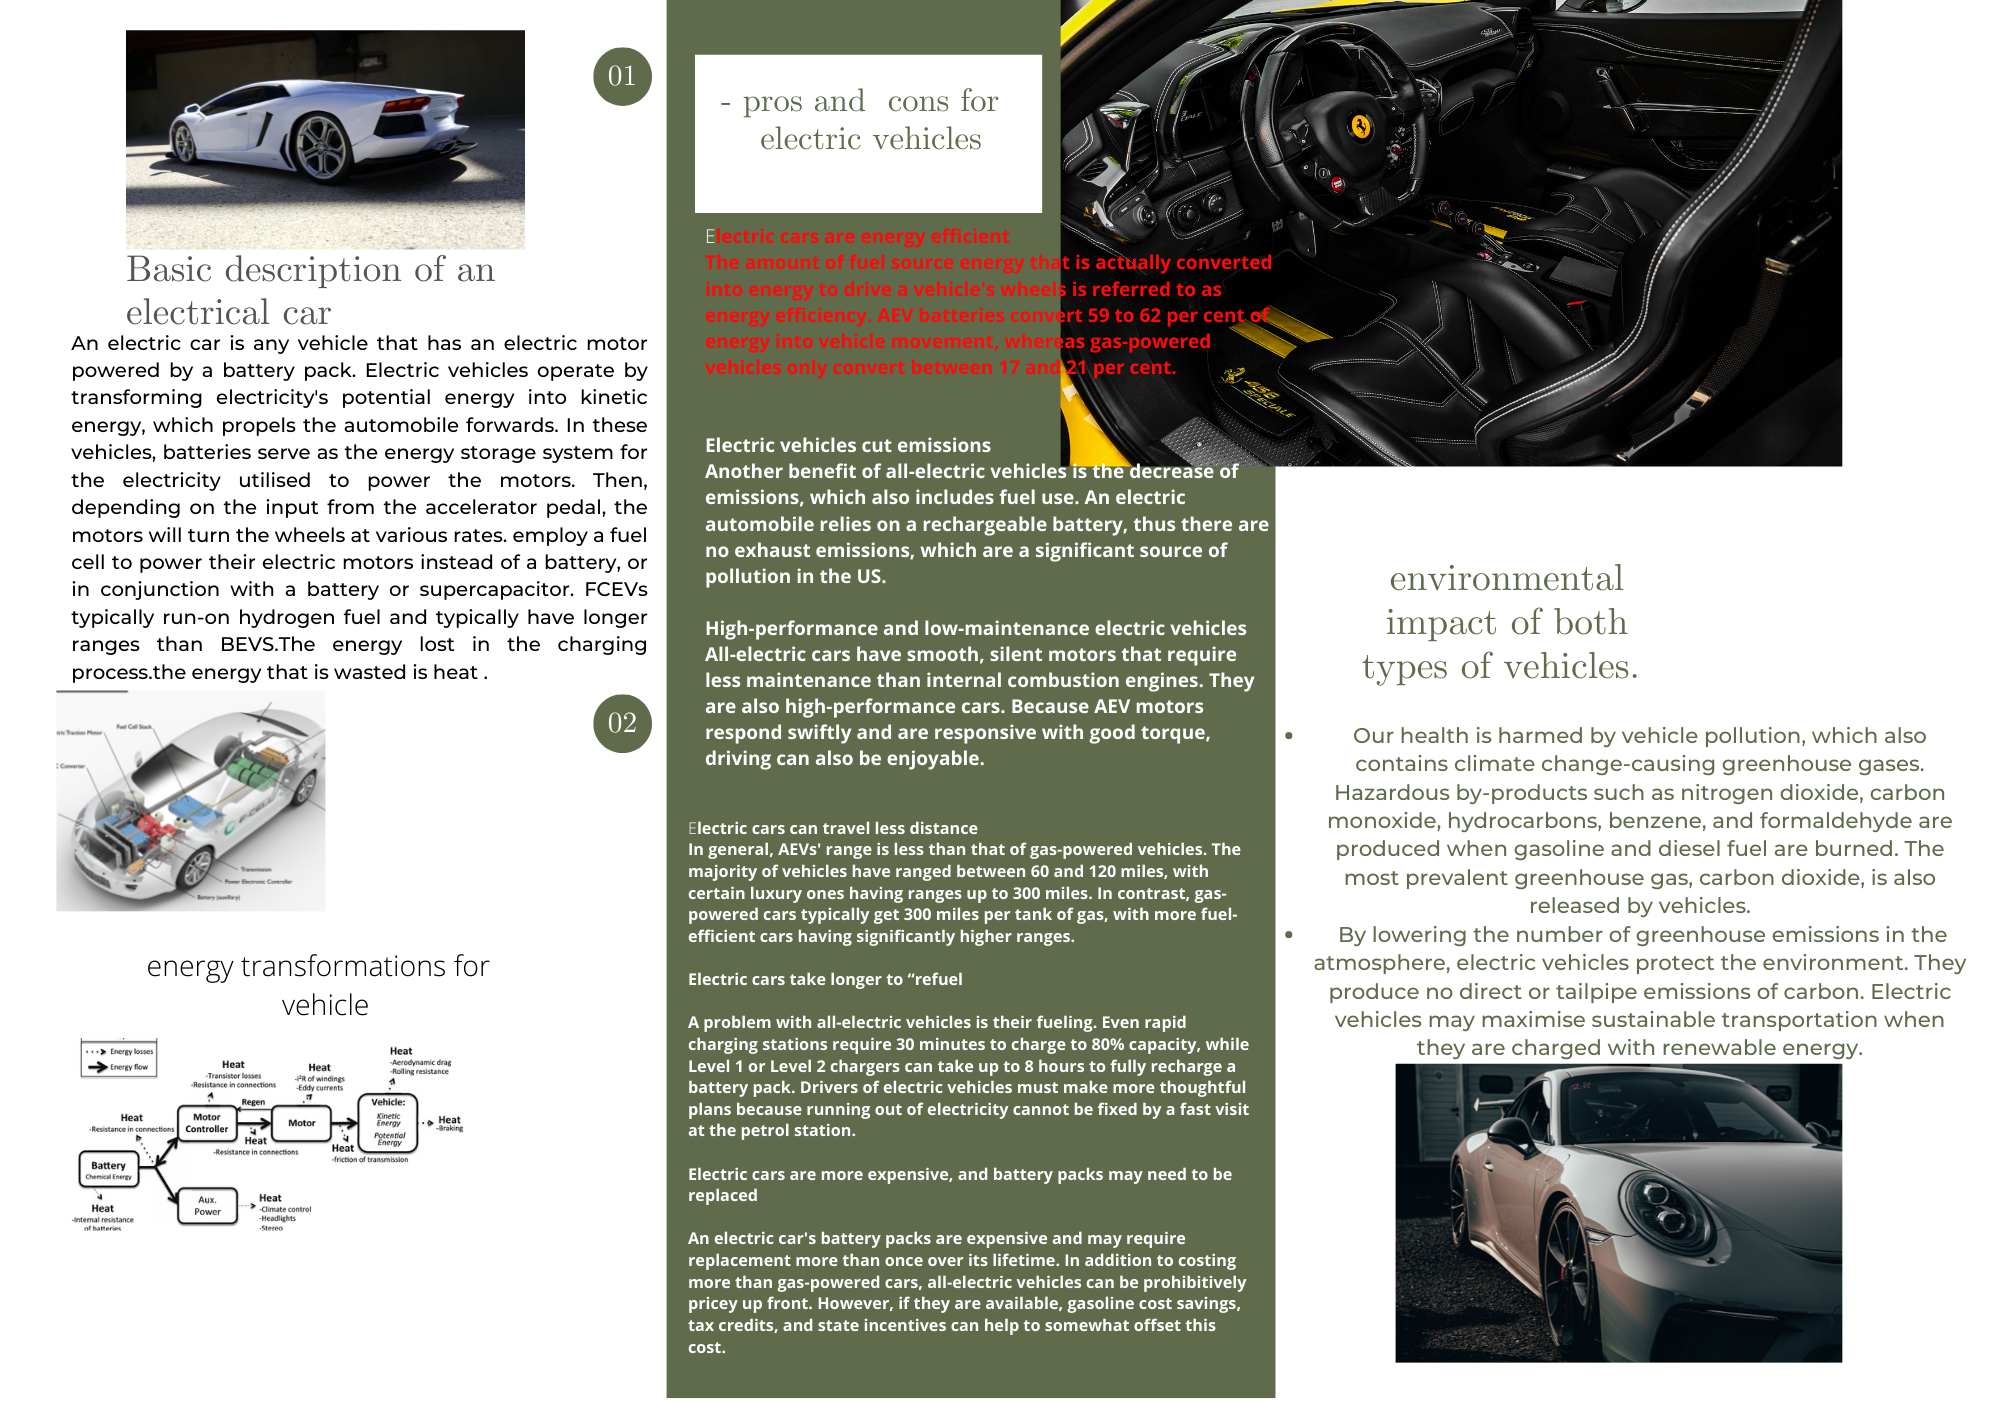 01
Basic description of an
electrical car
An electric car is any vehicle that has an electric motor
powered by a battery pack. Electric vehicles operate by
transforming electricity's potential energy into kinetic
energy, which propels the automobile forwards. In these
vehicles, batteries serve as the energy storage system for
the electricity utilised to power the motors. Then,
depending on the input from the accelerator pedal, the
motors will turn the wheels at various rates. employ a fuel
cell to power their electric motors instead of a battery, or
in conjunction with a battery or supercapacitor. FCEVs
typically run-on hydrogen fuel and typically have longer
ranges than BEVS.The energy lost in the charging
process.the energy that is wasted is heat .
02
Fuel Cell Stack
Traction Motor
Transmission
Power Electronic Controller
Battery (auxiliary)
energy transformations for
vehicle
Energy losses
Energy flow
Heat
-Transistor losses
-Resistance in connections
Heat
-I²R of windings
-Eddy currents
Heat
-Aerodynamic drag
-Rolling resistance
Heat
-Resistance in connections
Motor
Controller
Regen
Motor
Vehicle:
Kinetic
Energy
Potential
Energy
Heat
-Braking
Heat
-Resistance in connections
Heat
-friction of transmission
Battery
Chemical Energy
Heat
-Internal resistance
of batteries
Aux.
Power
Heat
-Climate control
-Headlights
-Stereo
- pros and cons for
electric vehicles
Electric cars are energy efficient
The amount of fuel source energy that is actually converted
into energy to drive a vehicle's wheels is referred to as
energy efficiency. AEV batteries convert 59 to 62 per cent of
energy into vehicle movement, whereas gas-powered
vehicles only convert between 17 and 21 per cent.
Electric vehicles cut emissions
Another benefit of all-electric vehicles is the decrease of
emissions, which also includes fuel use. An electric
automobile relies on a rechargeable battery, thus there are
no exhaust emissions, which are a significant source of
pollution in the US.
High-performance and low-maintenance electric vehicles
All-electric cars have smooth, silent motors that require
less maintenance than internal combustion engines. They
are also high-performance cars. Because AEV motors
respond swiftly and are responsive with good torque,
driving can also be enjoyable.
Electric cars can travel less distance
In general, AEVs' range is less than that of gas-powered vehicles. The
majority of vehicles have ranged between 60 and 120 miles, with
certain luxury ones having ranges up to 300 miles. In contrast, gas-
powered cars typically get 300 miles per tank of gas, with more fuel-
efficient cars having significantly higher ranges.
Electric cars take longer to “refuel
A problem with all-electric vehicles is their fueling. Even rapid
charging stations require 30 minutes to charge to 80% capacity, while
Level 1 or Level 2 chargers can take up to 8 hours to fully recharge a
battery pack. Drivers of electric vehicles must make more thoughtful
plans because running out of electricity cannot be fixed by a fast visit
at the petrol station.
Electric cars are more expensive, and battery packs may need to be
replaced
An electric car's battery packs are expensive and may require
replacement more than once over its lifetime. In addition to costing
more than gas-powered cars, all-electric vehicles can be prohibitively
pricey up front. However, if they are available, gasoline cost savings,
tax credits, and state incentives can help to somewhat offset this
cost.
458
SPECIALE
environmental
impact of both
types of vehicles.
• Our health is harmed by vehicle pollution, which also
contains climate change-causing greenhouse gases.
Hazardous by-products such as nitrogen dioxide, carbon
monoxide, hydrocarbons, benzene, and formaldehyde are
produced when gasoline and diesel fuel are burned. The
most prevalent greenhouse gas, carbon dioxide, is also
released by vehicles.
• By lowering the number of greenhouse emissions in the
atmosphere, electric vehicles protect the environment. They
produce no direct or tailpipe emissions of carbon. Electric
vehicles may maximise sustainable transportation when
they are charged with renewable energy.